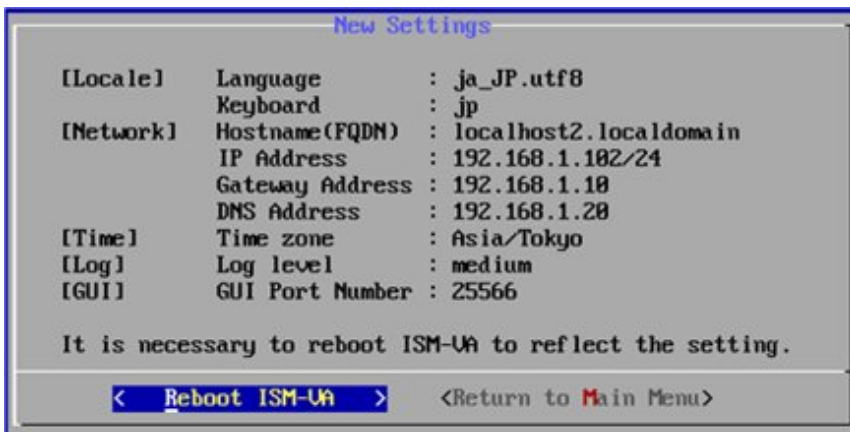 New Settings
[Locale] Language : ja_JP.utf8
Keyboard : jp
[Network] Hostname(FQDN) : localhost2.localdomain
IP Address : 192.168.1.102/24
Gateway Address : 192.168.1.10
DNS Address : 192.168.1.20
[Time] Time zone : Asia/Tokyo
[Log] Log level : medium
[GUI] GUI Port Number : 25566
It is necessary to reboot ISM-VA to reflect the setting.
< Reboot ISM-VA > <Return to Main Menu>